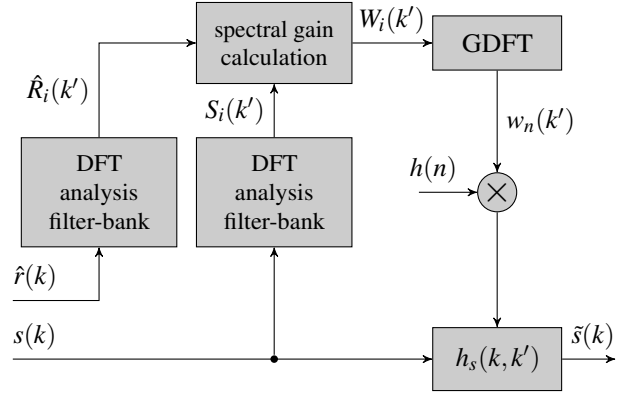 spectral gain
calculation
W_i(k′)
GDFT
R̂_i(k′)
S_i(k′)
w_n(k′)
DFT
analysis
filter-bank
DFT
analysis
filter-bank
h(n)
×
r̂(k)
s(k)
h_s(k,k′)
s̃(k)